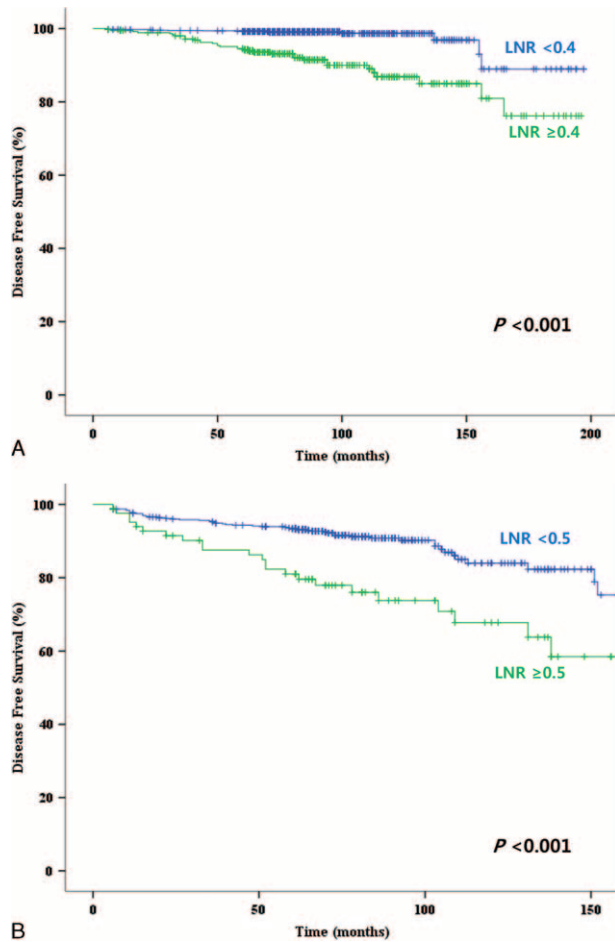 100
LNR <0.4
80
LNR ≥0.4
60
40
20
P <0.001
0
Disease Free Survival (%)
A
0 50 100 150 200
Time (months)
100
LNR <0.5
80
60
LNR ≥0.5
40
20
P <0.001
0
Disease Free Survival (%)
B
0 50 100 150
Time (months)